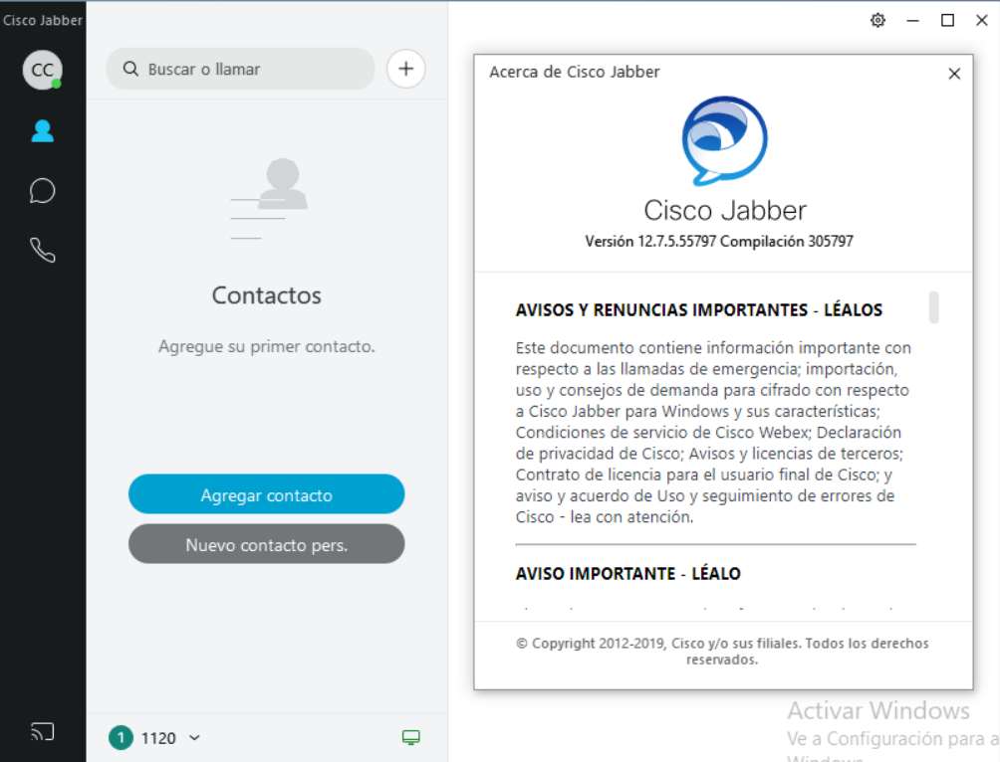 Cisco Jabber
CC
Buscar o llamar
Contactos
Agregue su primer contacto.
Agregar contacto
Nuevo contacto pers.
1 1120
Acerca de Cisco Jabber
Cisco Jabber
Versión 12.7.5.55797 Compilación 305797
AVISOS Y RENUNCIAS IMPORTANTES - LÉALOS
Este documento contiene información importante con
respecto a las llamadas de emergencia; importación,
uso y consejos de demanda para cifrado con respecto
a Cisco Jabber para Windows y sus características;
Condiciones de servicio de Cisco Webex; Declaración
de privacidad de Cisco; Avisos y licencias de terceros;
Contrato de licencia para el usuario final de Cisco; y
aviso y acuerdo de Uso y seguimiento de errores de
Cisco - lea con atención.
AVISO IMPORTANTE - LÉALO
© Copyright 2012-2019, Cisco y/o sus filiales. Todos los derechos
reservados.
Activar Windows
Ve a Configuración para a